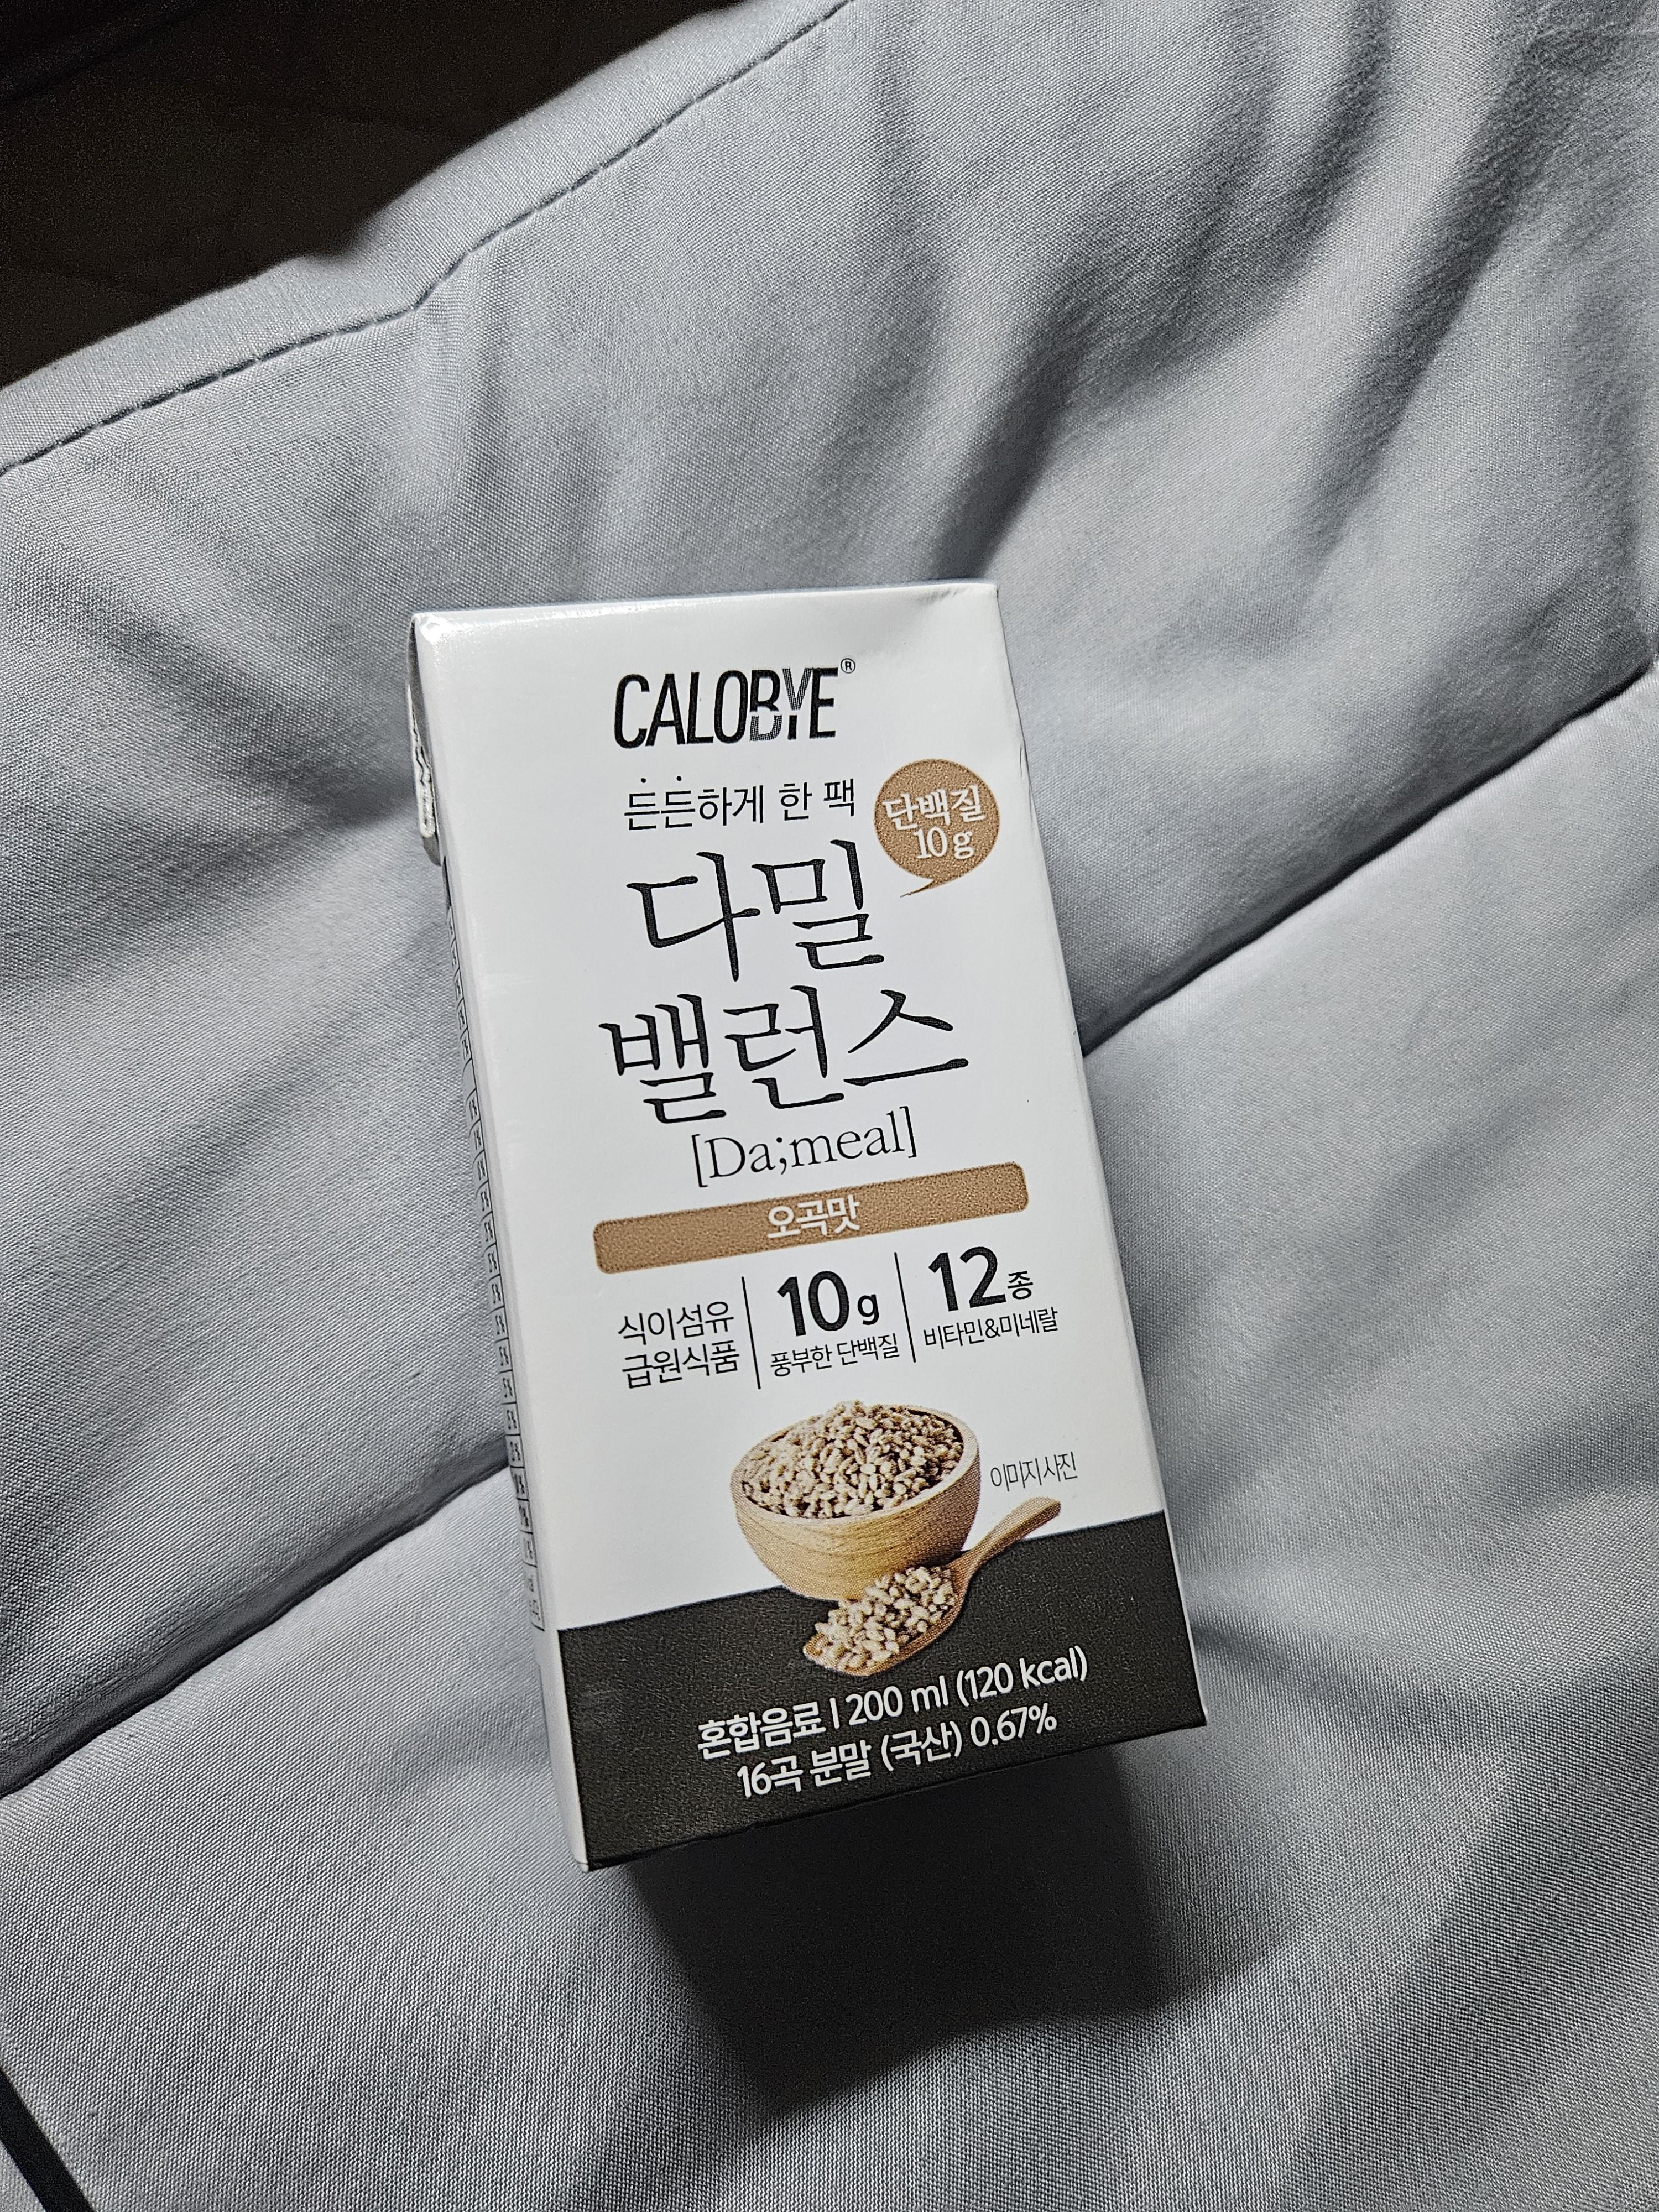 CALOBYE®
든든하게 한 팩
단백질
10g
다밀
밸런스
[Da;meal]
오곡맛
식이섬유
급원식품
10g
풍부한 단백질
12종
비타민&미네랄
이미지 사진
혼합음료 | 200 ml (120 kcal)
16곡 분말 (국산) 0.67%